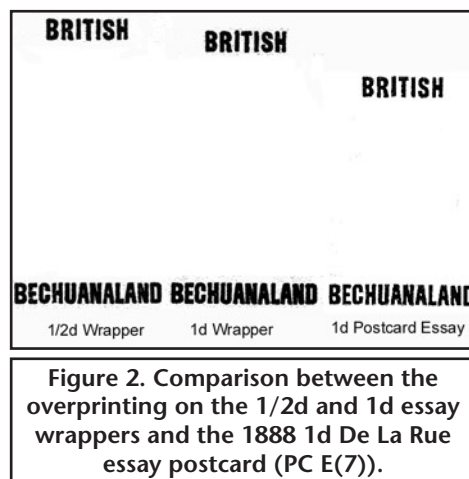 BRITISH BRITISH
BRITISH
BECHUANALAND BECHUANALAND BECHUANALAND
1/2d Wrapper 1d Wrapper 1d Postcard Essay
Figure 2. Comparison between the
overprinting on the 1/2d and 1d essay
wrappers and the 1888 1d De La Rue
essay postcard (PC E(7)).